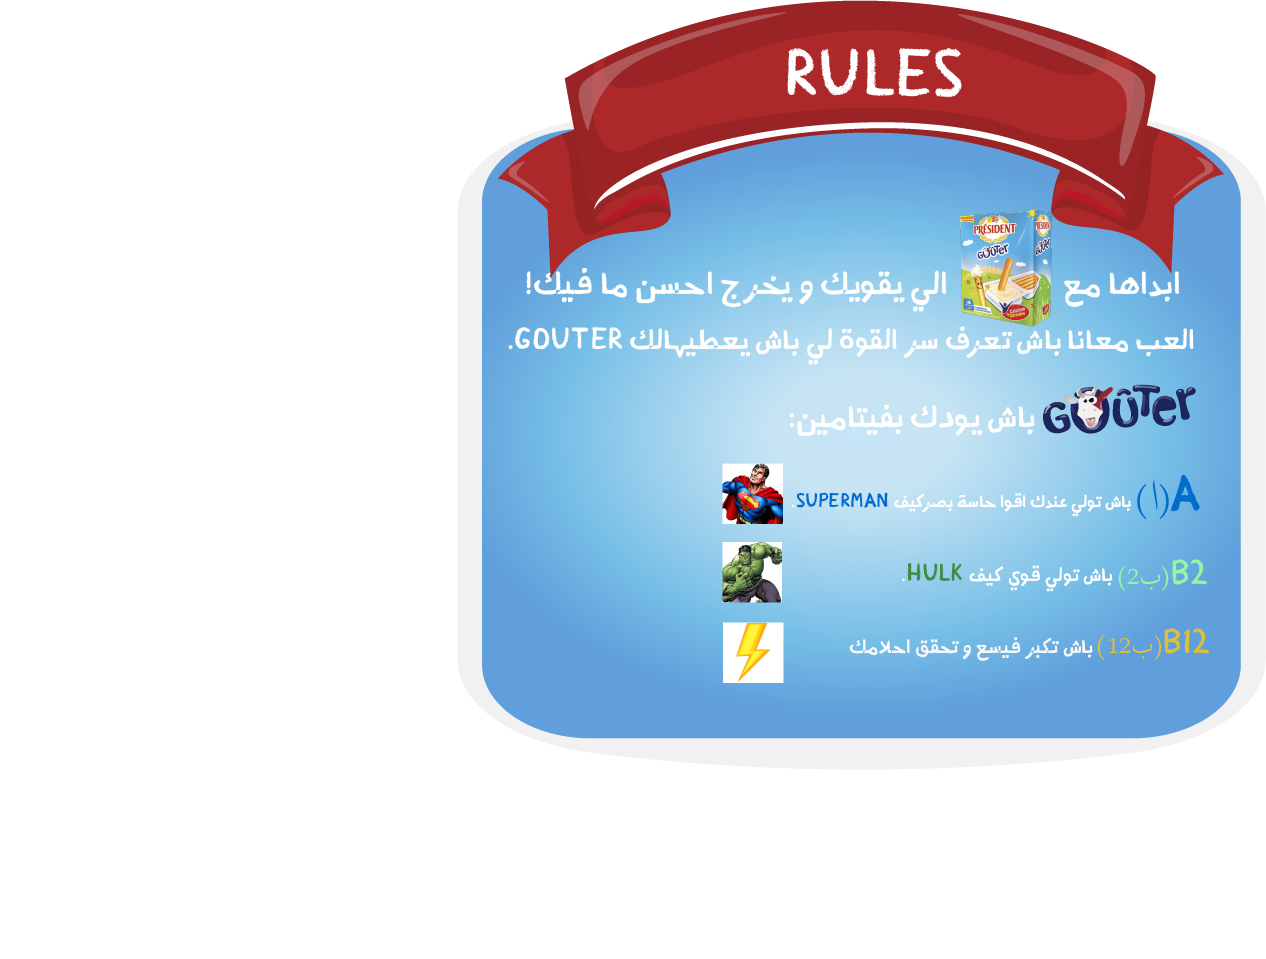 RULES
PRÉSIDENT
GOÛTER
ابداها مع الي يقويك و يخرج احسن ما فيك!
العب معانا باش تعرف سر القوة لي باش يعطيهالك GOUTER.
GOÛTER باش يودك بفيتامين:
A(ا) باش تولي عندك اقوا حاسة بصركيف SUPERMAN.
B2(ب2) باش تولي قوي كيف HULK.
B12(ب12) باش تكبر فيسع و تحقق احلامك